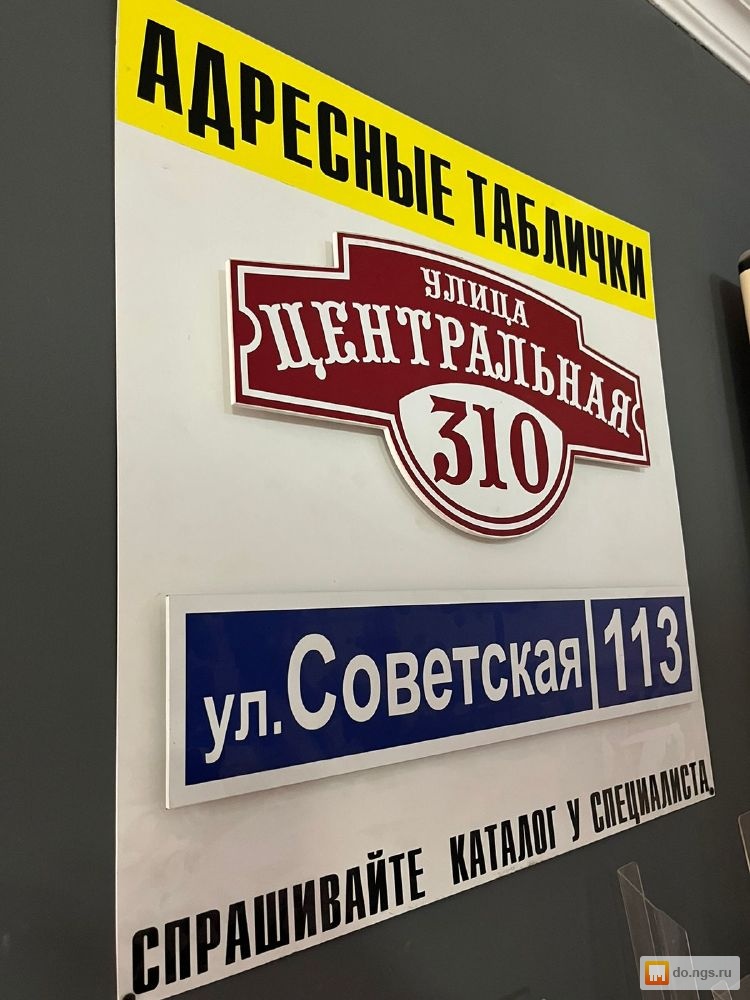 АДРЕСНЫЕ ТАБЛИЧКИ
УЛИЦА
ЦЕНТРАЛЬНАЯ
310
ул. Советская 113
СПРАШИВАЙТЕ КАТАЛОГ У СПЕЦИАЛИСТА.
do.ngs.ru